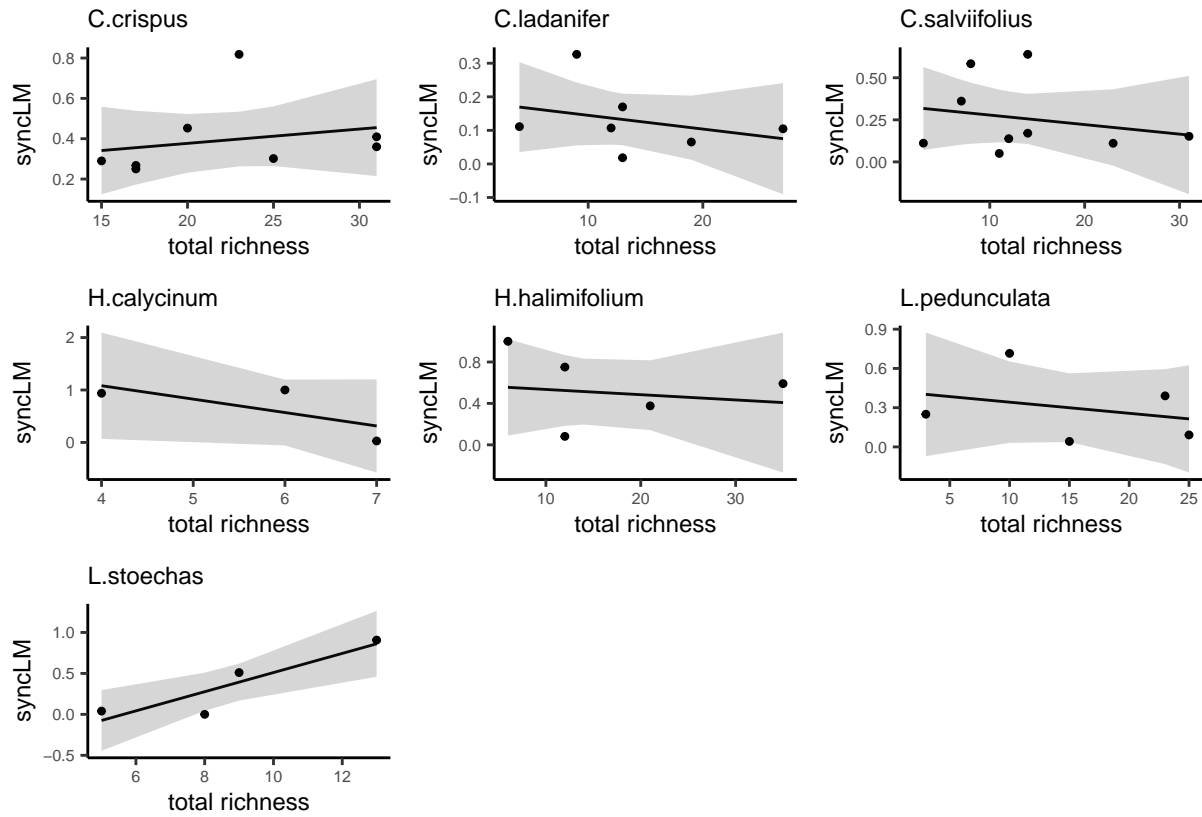 C.crispus
C.ladanifer
C.salviifolius
syncLM
0.8
0.6
0.4
0.2
15 20 25 30
total richness
syncLM
0.3
0.2
0.1
0.0
−0.1
10 20
total richness
syncLM
0.50
0.25
0.00
10 20 30
total richness
H.calycinum
H.halimifolium
L.pedunculata
syncLM
2
1
0
4 5 6 7
total richness
syncLM
0.8
0.4
0.0
10 20 30
total richness
syncLM
0.9
0.6
0.3
0.0
5 10 15 20 25
total richness
L.stoechas
syncLM
1.0
0.5
0.0
−0.5
6 8 10 12
total richness